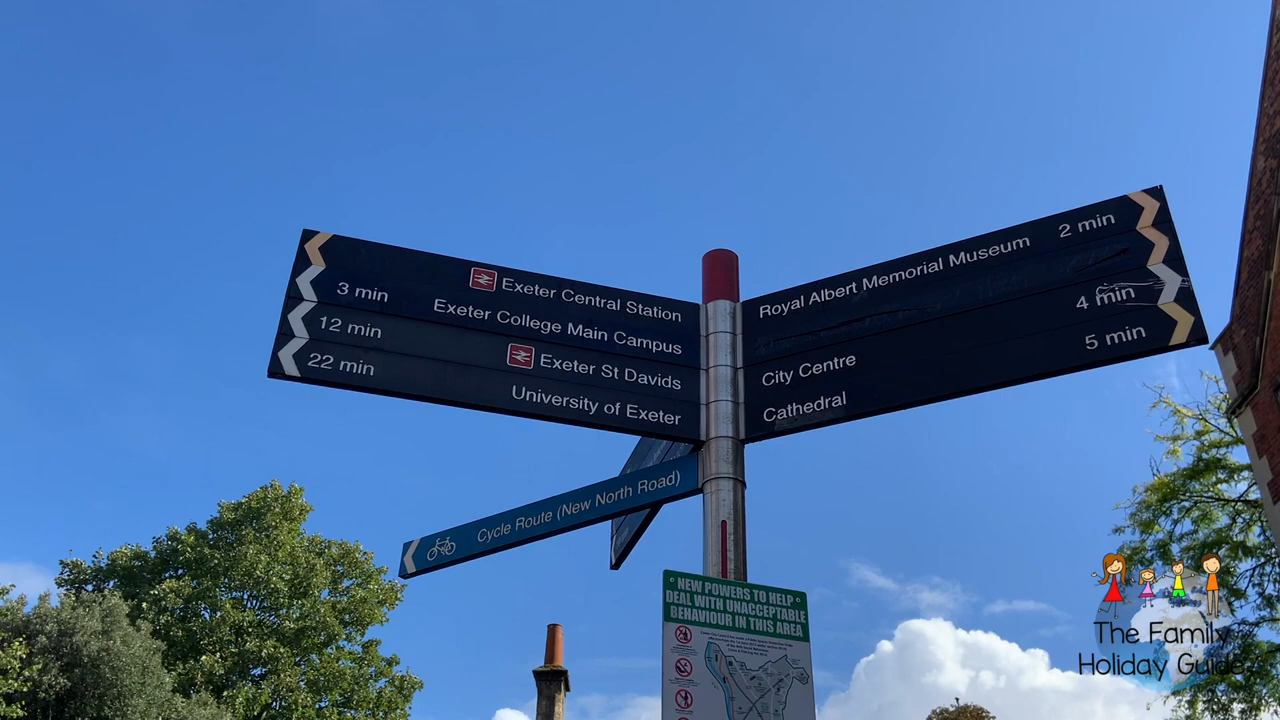 Exeter Central Station
3 min Exeter College Main Campus
12 min Exeter St Davids
22 min University of Exeter
Royal Albert Memorial Museum 2 min
City Centre 4 min
Cathedral 5 min
Cycle Route (New North Road)
NEW POWERS TO HELP
DEAL WITH UNACCEPTABLE
BEHAVIOUR IN THIS AREA
The Family
Holiday Guide